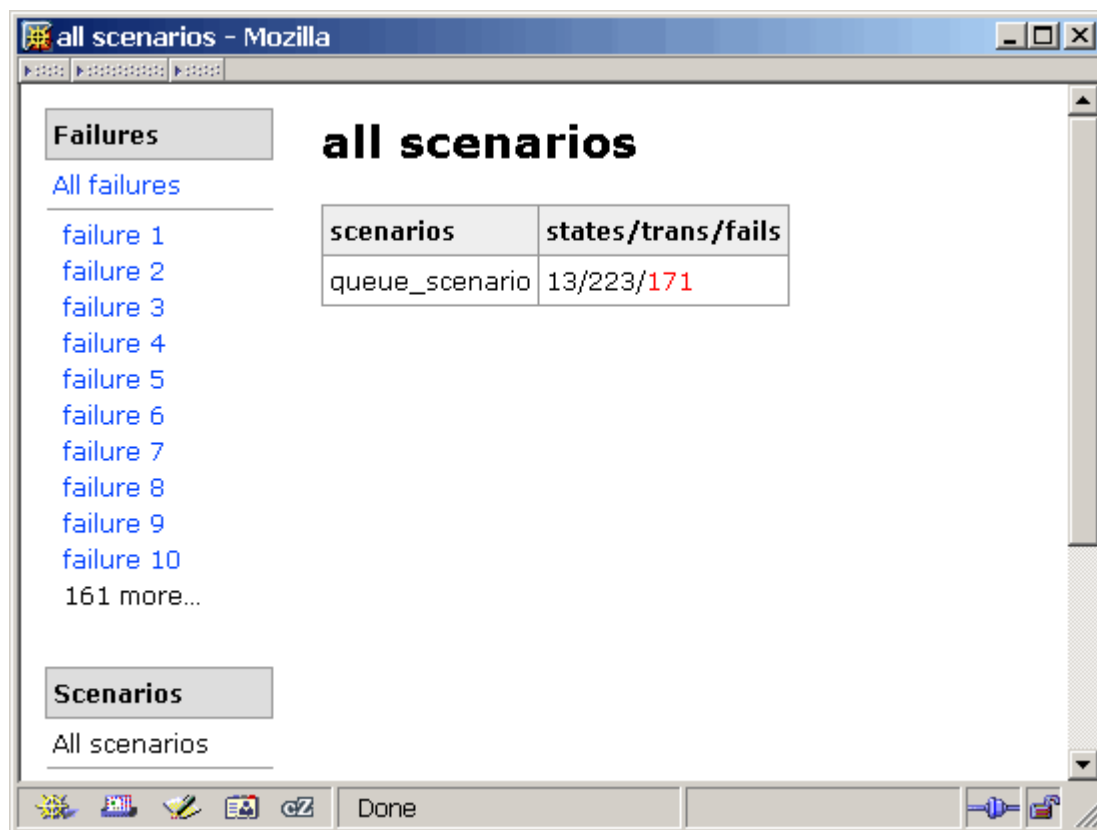 all scenarios - Mozilla
Failures
All failures
failure 1
failure 2
failure 3
failure 4
failure 5
failure 6
failure 7
failure 8
failure 9
failure 10
161 more...
Scenarios
All scenarios
all scenarios
scenarios states/trans/fails
queue_scenario 13/223/171
cZ Done